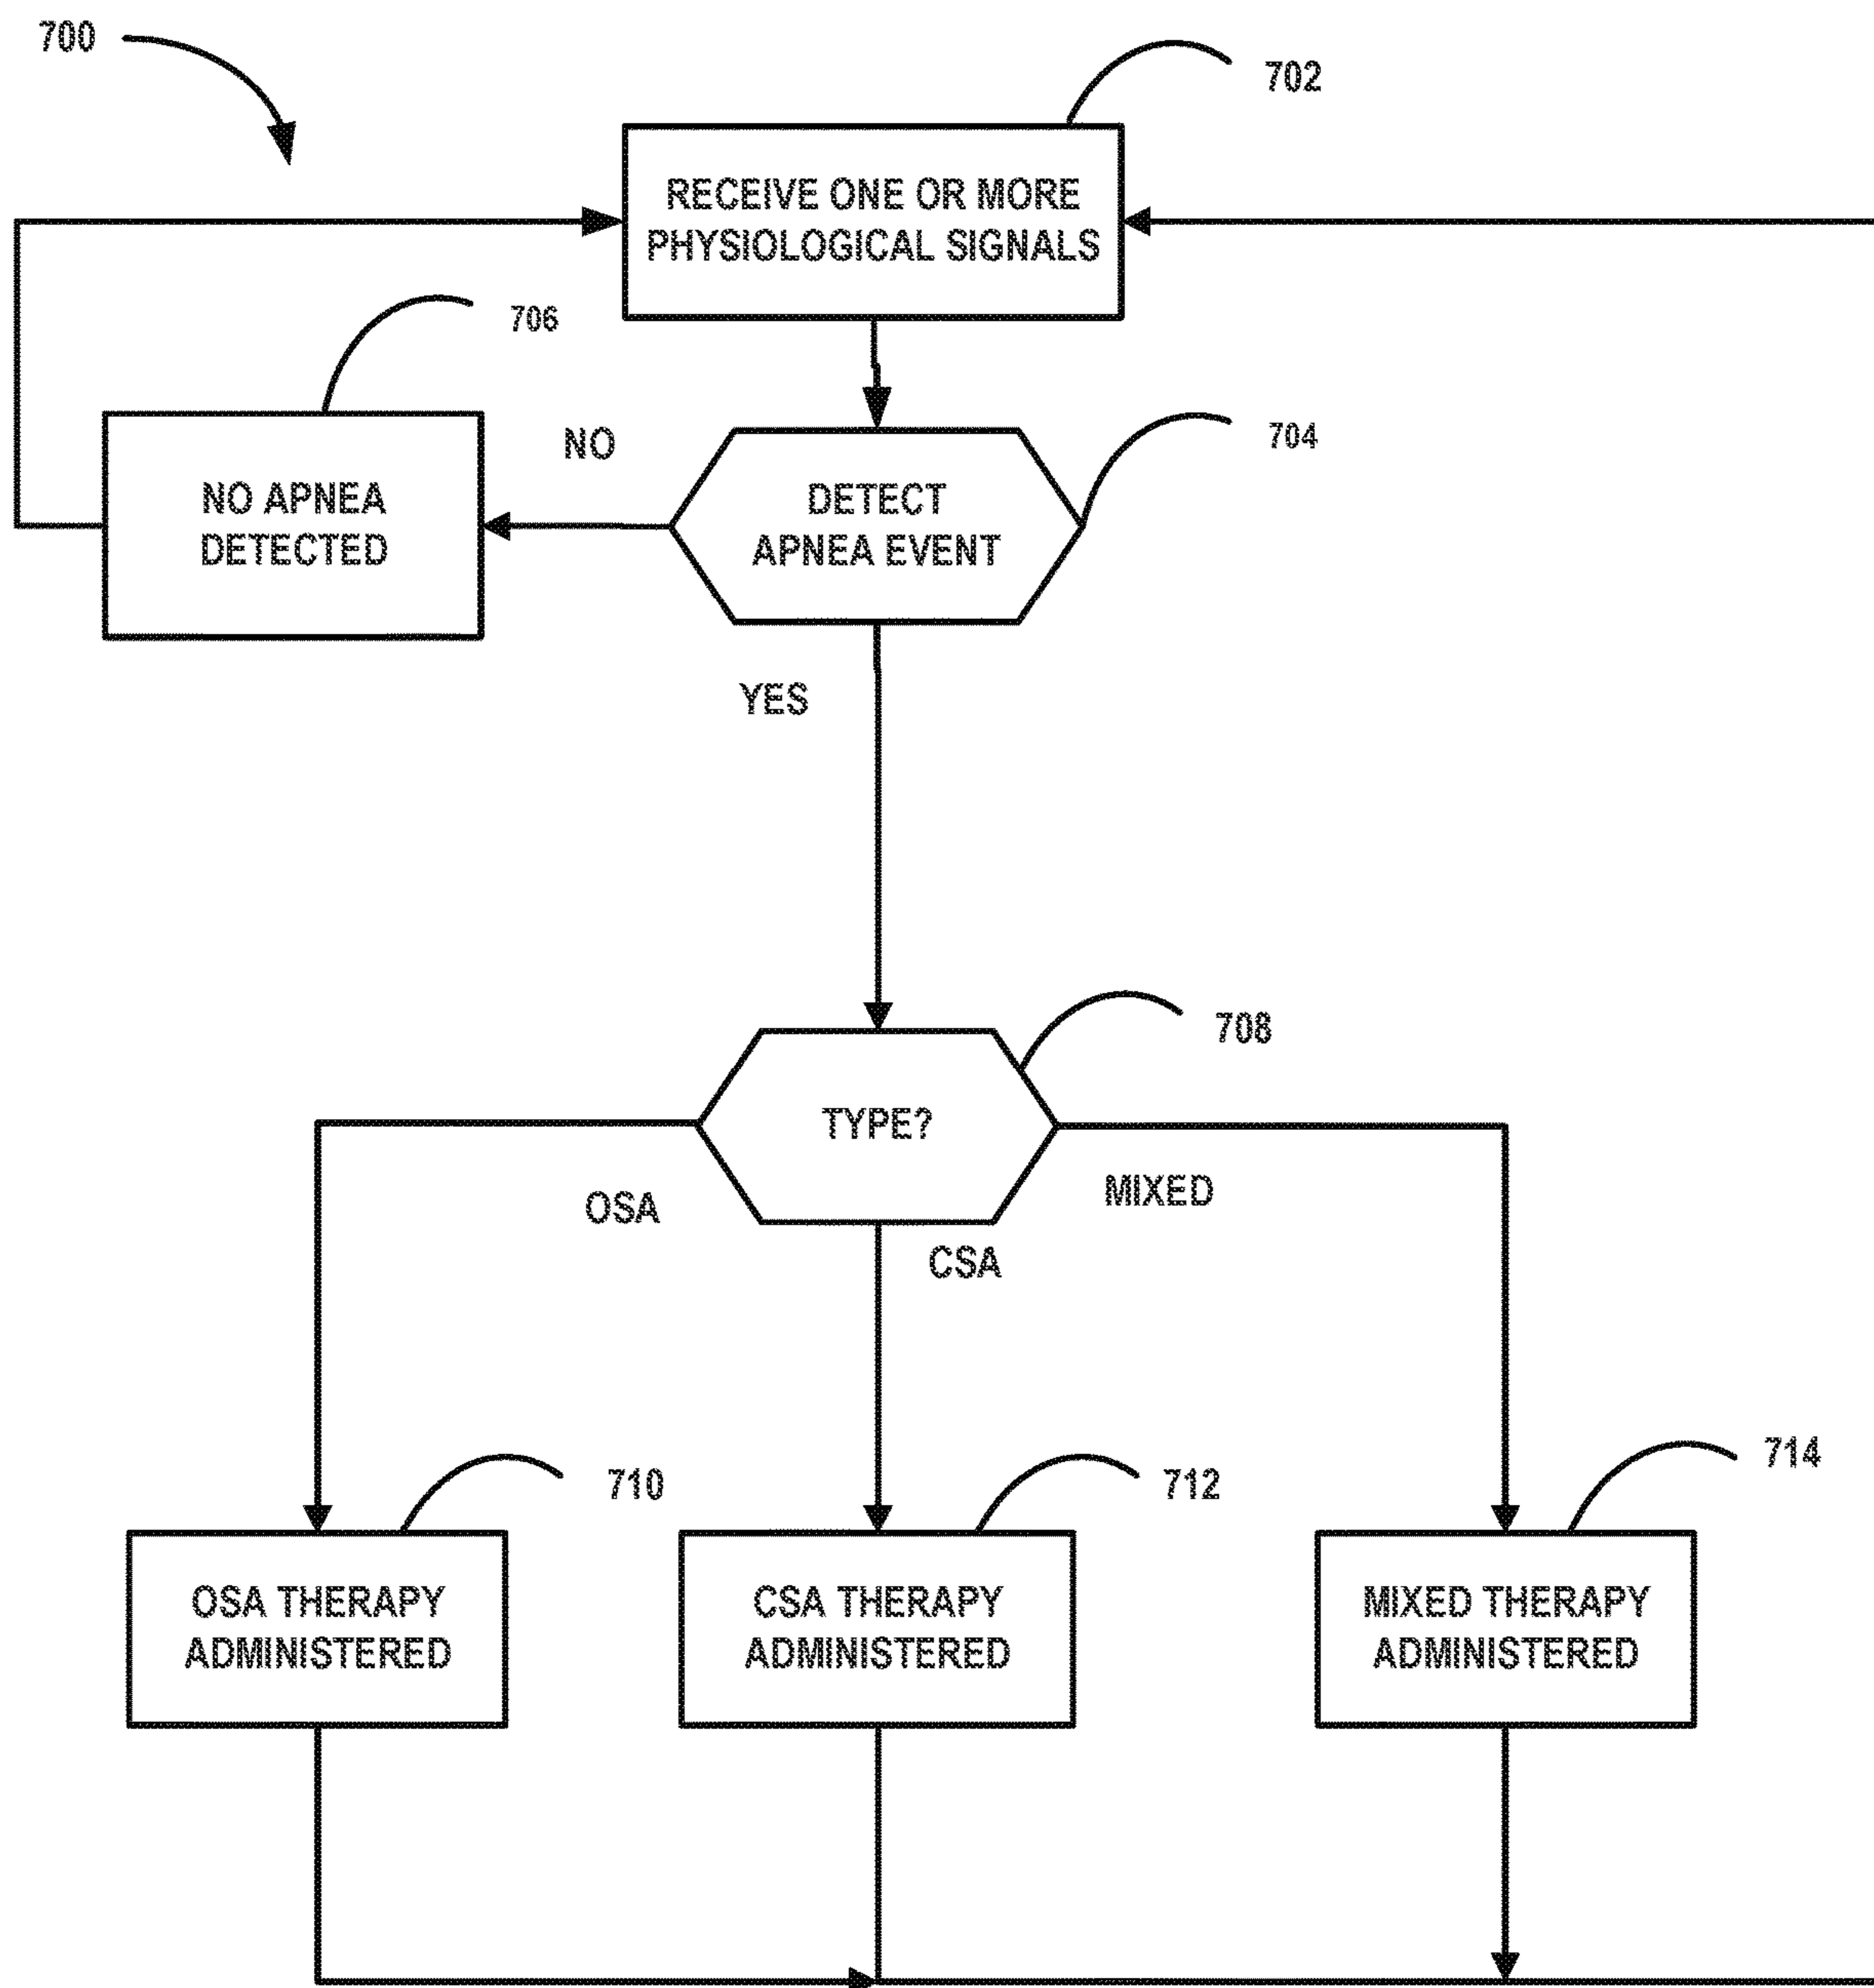 700
702
RECEIVE ONE OR MORE
PHYSIOLOGICAL SIGNALS
706
NO
704
NO APNEA
DETECTED
DETECT
APNEA EVENT
YES
708
TYPE?
OSA
MIXED
CSA
710
712
714
OSA THERAPY
ADMINISTERED
CSA THERAPY
ADMINISTERED
MIXED THERAPY
ADMINISTERED